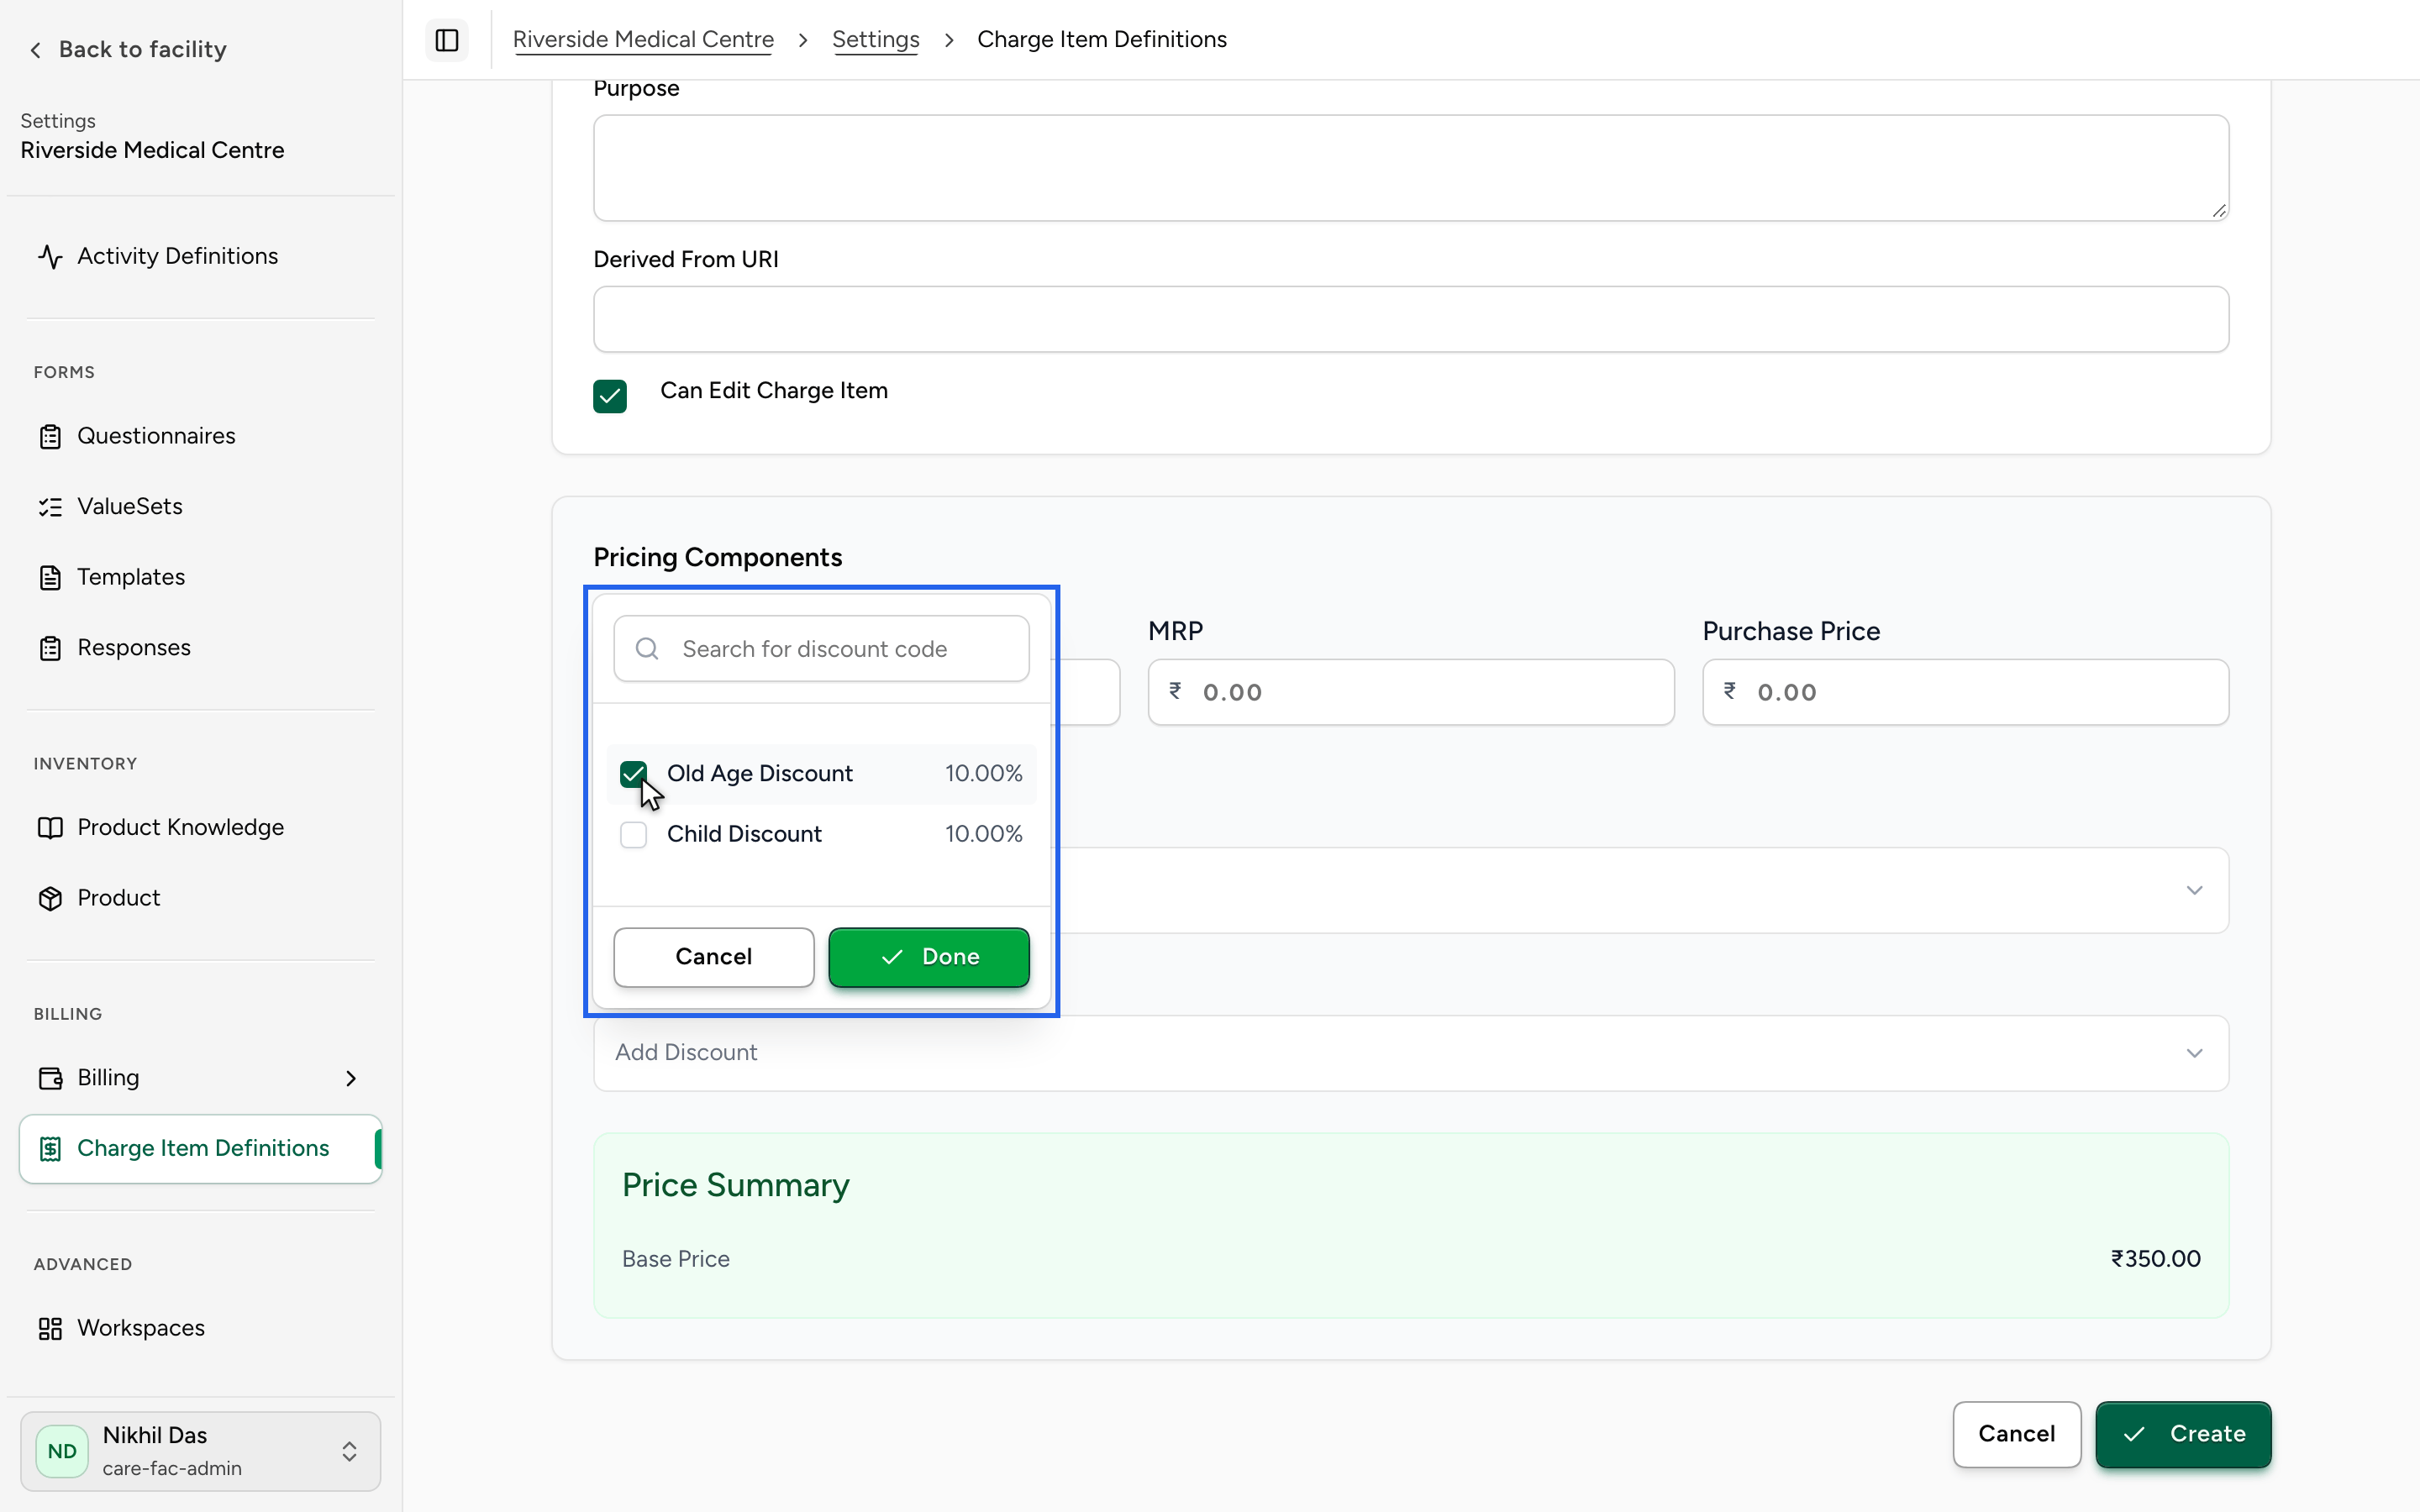 Back to facility
Settings
Riverside Medical Centre
Activity Definitions
FORMS
Questionnaires
ValueSets
Templates
Responses
INVENTORY
Product Knowledge
Product
BILLING
Billing
Charge Item Definitions
ADVANCED
Workspaces
ND
Nikhil Das
care-fac-admin
Riverside Medical Centre > Settings > Charge Item Definitions
Purpose
Derived From URI
Can Edit Charge Item
Pricing Components
MRP
₹ 0.00
Purchase Price
₹ 0.00
Search for discount code
Old Age Discount 10.00%
Child Discount 10.00%
Cancel
Done
Add Discount
Price Summary
Base Price ₹350.00
Cancel
Create